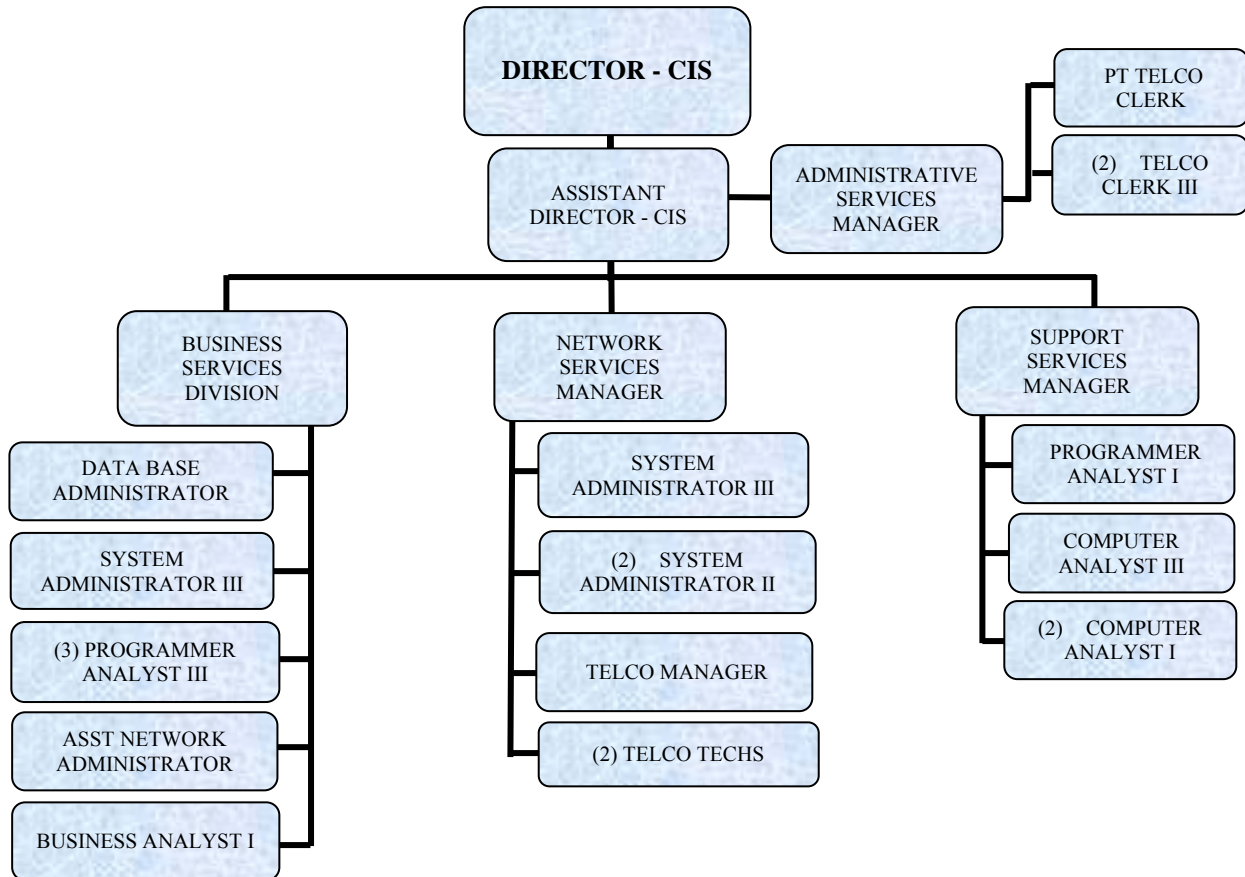 DIRECTOR - CIS
PT TELCO
CLERK
(2) TELCO
CLERK III
ASSISTANT
DIRECTOR - CIS
ADMINISTRATIVE
SERVICES
MANAGER
BUSINESS
SERVICES
DIVISION
NETWORK
SERVICES
MANAGER
SUPPORT
SERVICES
MANAGER
DATA BASE
ADMINISTRATOR
SYSTEM
ADMINISTRATOR III
(3) PROGRAMMER
ANALYST III
ASST NETWORK
ADMINISTRATOR
BUSINESS ANALYST I
SYSTEM
ADMINISTRATOR III
(2) SYSTEM
ADMINISTRATOR II
TELCO MANAGER
(2) TELCO TECHS
PROGRAMMER
ANALYST I
COMPUTER
ANALYST III
(2) COMPUTER
ANALYST I